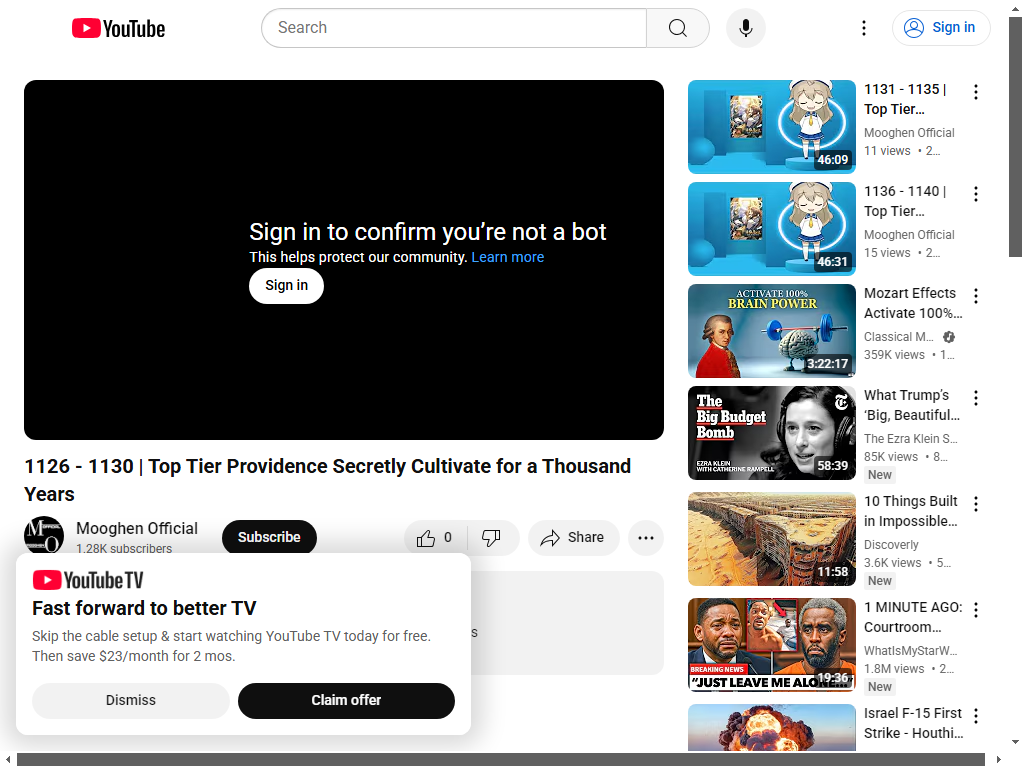 YouTube
Search
Sign in
Sign in to confirm you’re not a bot
This helps protect our community. Learn more
Sign in
1126 - 1130 | Top Tier Providence Secretly Cultivate for a Thousand
Years
Mooghen Official
1.28K subscribers
Subscribe
0
Share
s
YouTube TV
Fast forward to better TV
Skip the cable setup & start watching YouTube TV today for free.
Then save $23/month for 2 mos.
Dismiss
Claim offer
46:09
1131 - 1135 |
Top Tier…
Mooghen Official
11 views • 2…
46:31
1136 - 1140 |
Top Tier…
Mooghen Official
15 views • 2…
ACTIVATE 100%
BRAIN POWER
3:22:17
Mozart Effects
Activate 100%…
Classical M…
359K views • 1…
The
Big Budget
Bomb
EZRA KLEIN
WITH CATHERINE RAMPELL
58:39
What Trump’s
‘Big, Beautiful…
The Ezra Klein S…
85K views • 8…
New
11:58
10 Things Built
in Impossible…
Discoverly
3.6K views • 5…
New
BREAKING NEWS
"JUST LEAVE ME ALONE..."
19:36
1 MINUTE AGO:
Courtroom…
WhatIsMyStarW…
1.8M views • 2…
New
Israel F-15 First
Strike - Houthi…